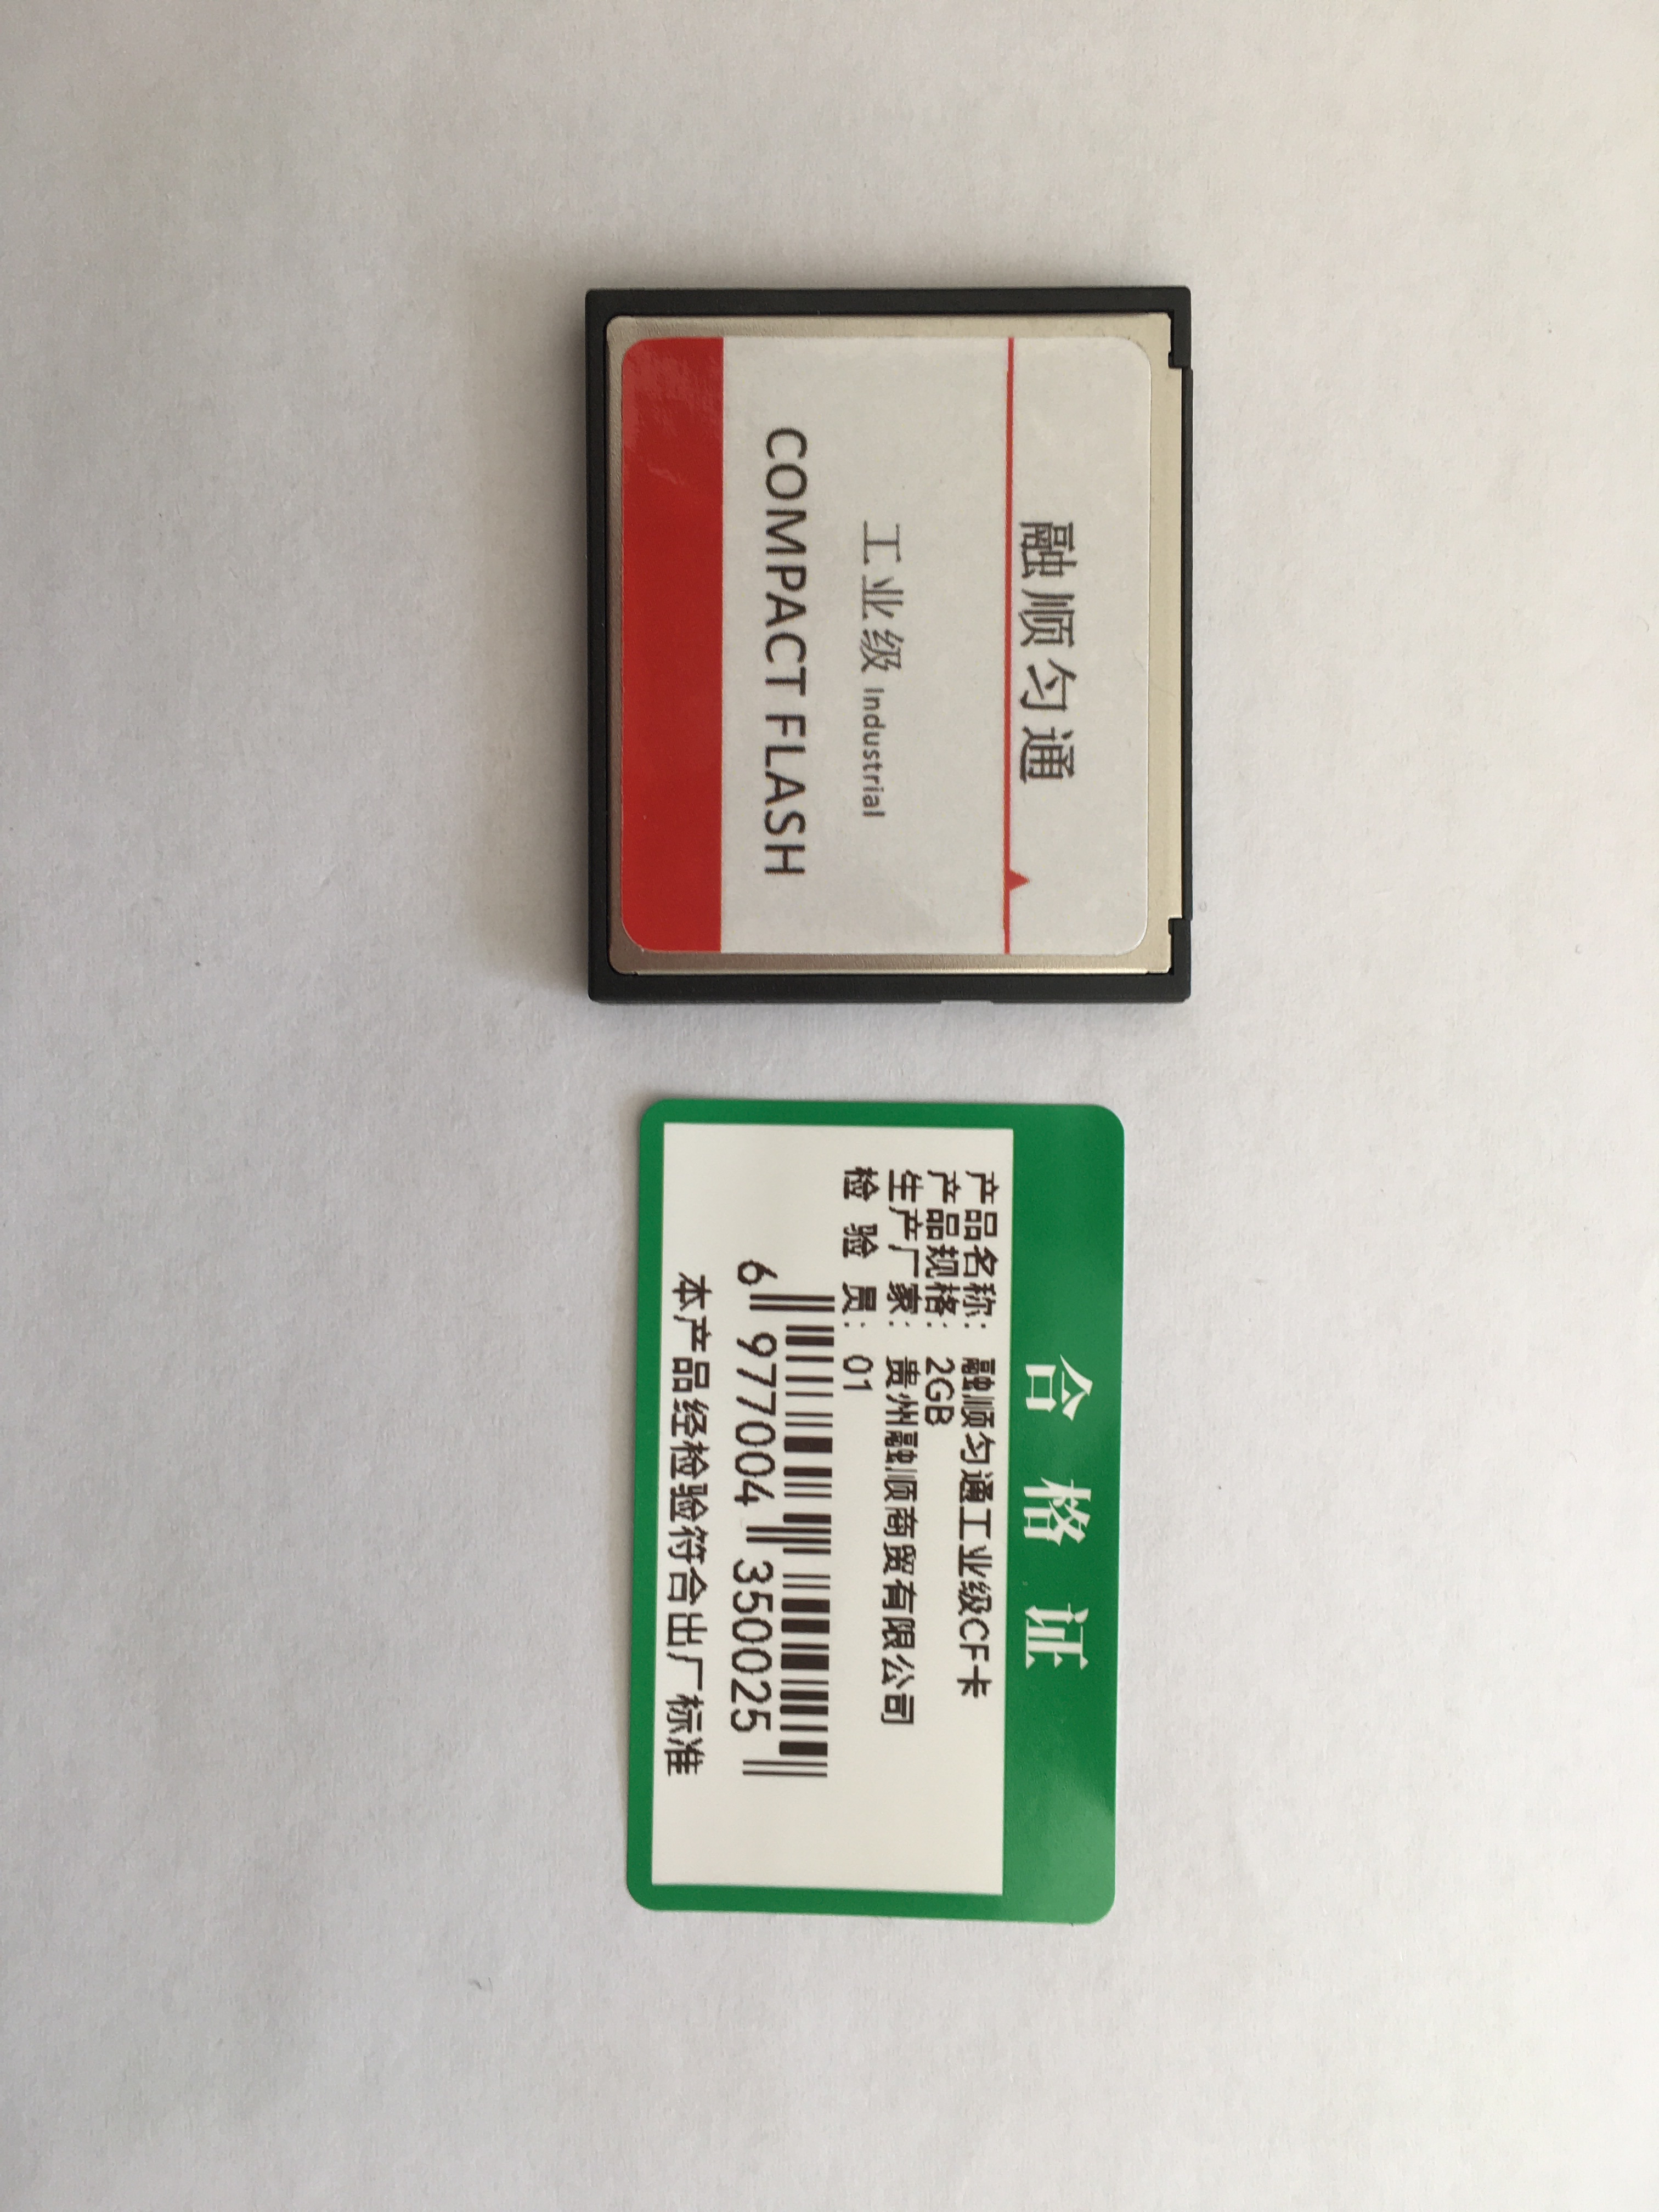 融顺匀通
工业级 Industrial
COMPACT FLASH
合格证
产品名称：融顺匀通工业级CF卡
产品规格：2GB
生产厂家：贵州融顺商贸有限公司
检验员：01
6 977004 350025
本产品经检验符合出厂标准